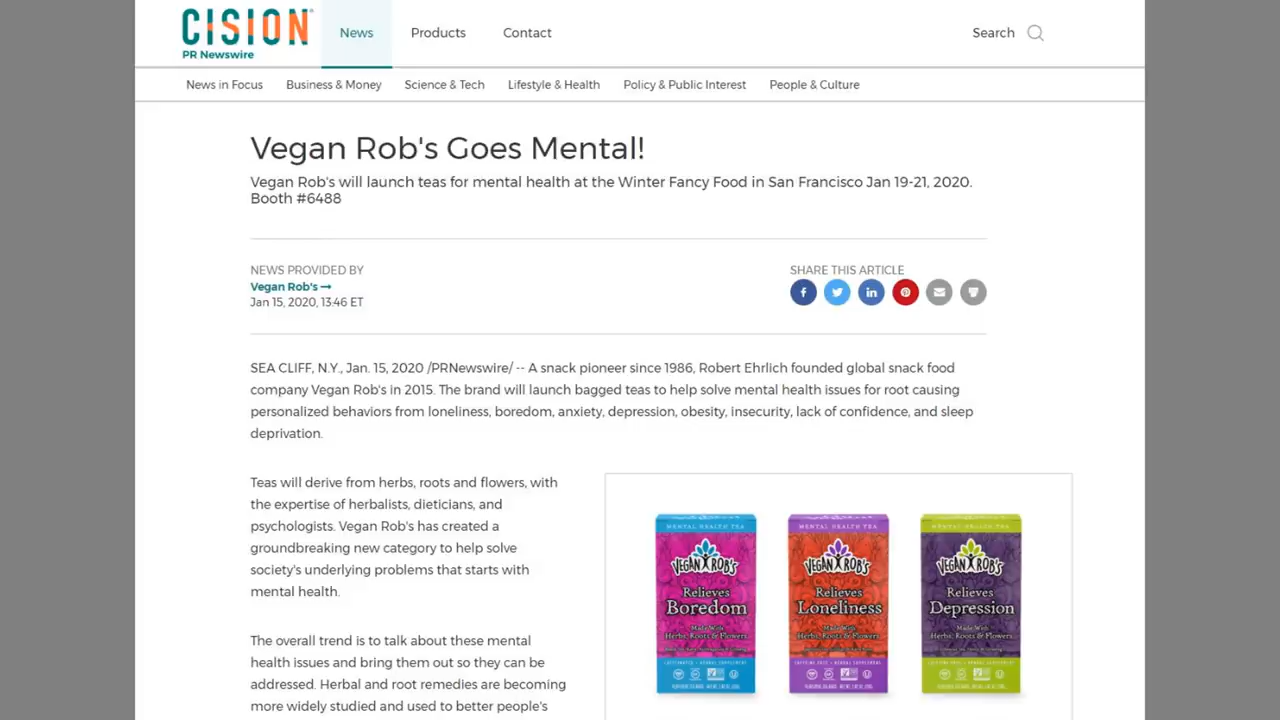 CISION
PR Newswire
News
Products
Contact
Search
News in Focus
Business & Money
Science & Tech
Lifestyle & Health
Policy & Public Interest
People & Culture
Vegan Rob's Goes Mental!
Vegan Rob's will launch teas for mental health at the Winter Fancy Food in San Francisco Jan 19-21, 2020.
Booth #6488
NEWS PROVIDED BY
Vegan Rob's →
Jan 15, 2020, 13:46 ET
SHARE THIS ARTICLE
SEA CLIFF, N.Y., Jan. 15, 2020 /PRNewswire/ -- A snack pioneer since 1986, Robert Ehrlich founded global snack food
company Vegan Rob's in 2015. The brand will launch bagged teas to help solve mental health issues for root causing
personalized behaviors from loneliness, boredom, anxiety, depression, obesity, insecurity, lack of confidence, and sleep
deprivation.
Teas will derive from herbs, roots and flowers, with
the expertise of herbalists, dieticians, and
psychologists. Vegan Rob's has created a
groundbreaking new category to help solve
society's underlying problems that starts with
mental health.
The overall trend is to talk about these mental
health issues and bring them out so they can be
addressed. Herbal and root remedies are becoming
more widely studied and used to better people's
MENTAL HEALTH TEA
VEGAN ROB'S
Relieves
Boredom
Made With
Herbs, Roots & Flowers
MENTAL HEALTH TEA
VEGAN ROB'S
Relieves
Loneliness
Made With
Herbs, Roots & Flowers
MENTAL HEALTH TEA
VEGAN ROB'S
Relieves
Depression
Made With
Herbs, Roots & Flowers